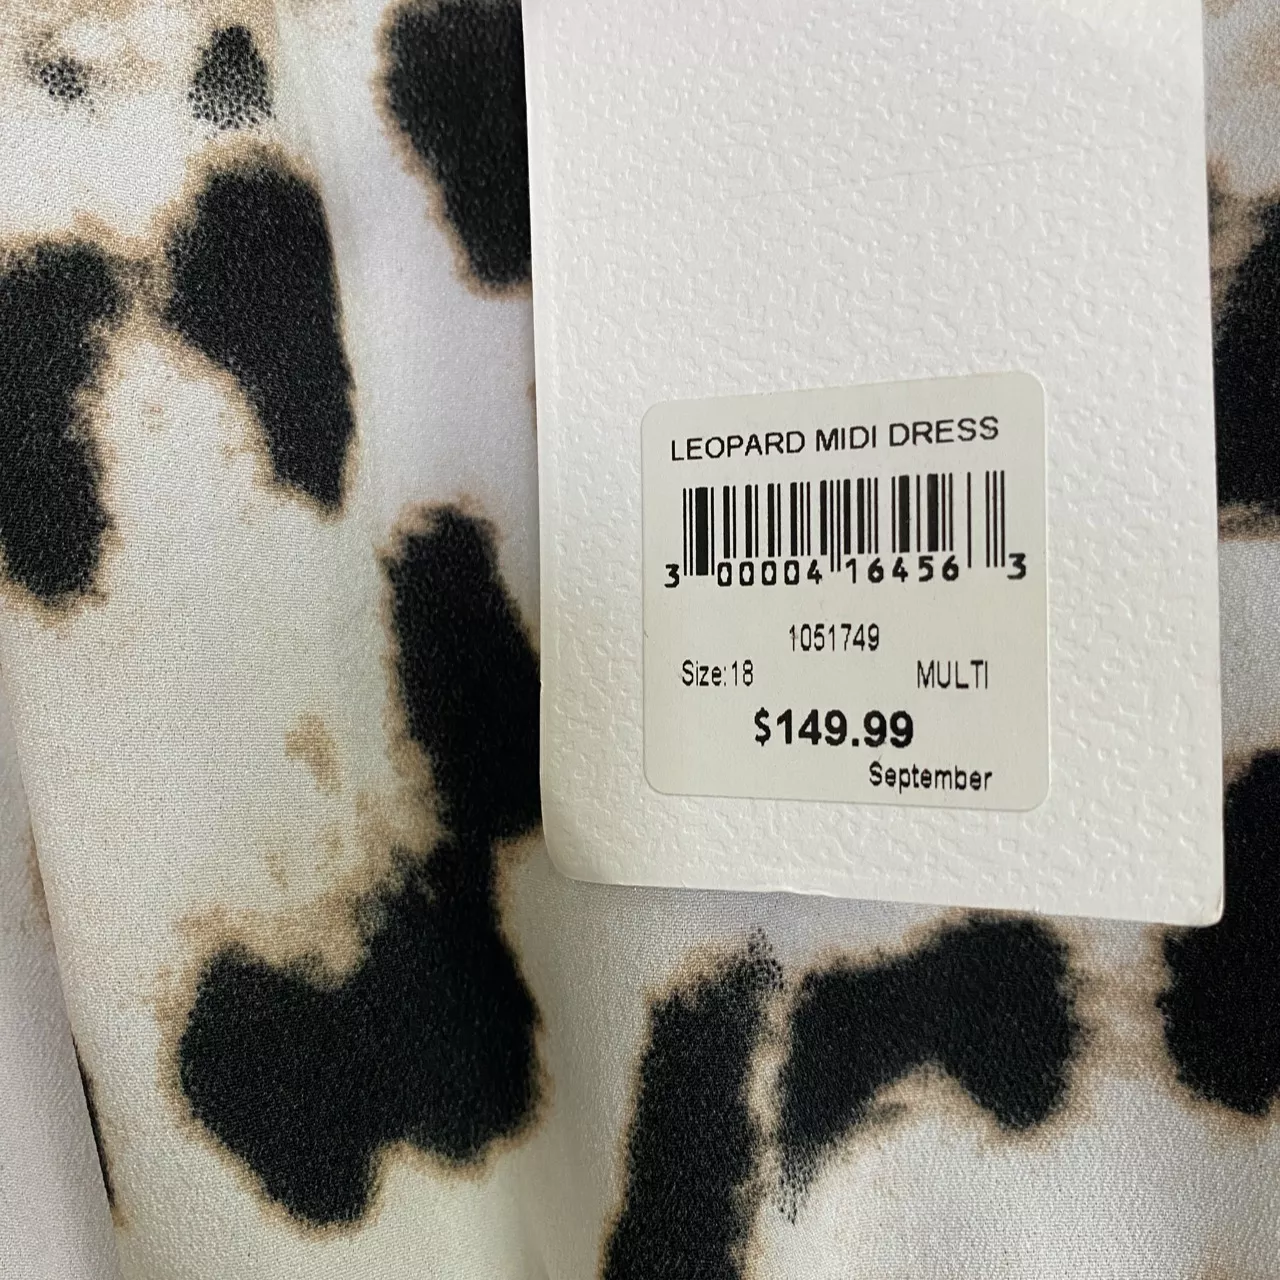 LEOPARD MIDI DRESS
3 00004 16456 3
1051749
Size:18 MULTI
$149.99
September